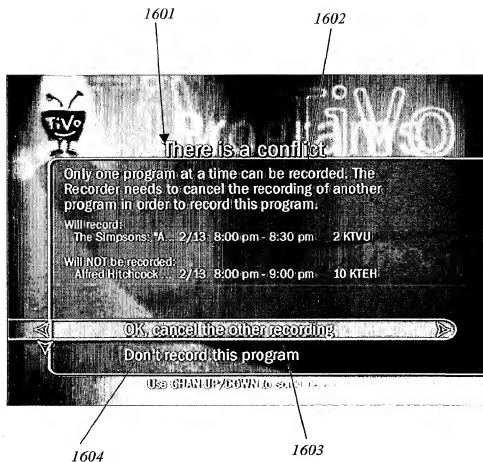 1601
1602
TiVo
TiVo
There is a conflict
Only one program at a time can be recorded. The
Recorder needs to cancel the recording of another
program in order to record this program.
Will record:
The Simpsons: "A... 2/13 8:00 pm - 8:30 pm 2 KTVU
Will NOT be recorded:
Alfred Hitchcock ... 2/13 8:00 pm - 9:00 pm 10 KTEH
OK, cancel the other recording
Don't record this program
Use CHAN UP/DOWN to
1604
1603